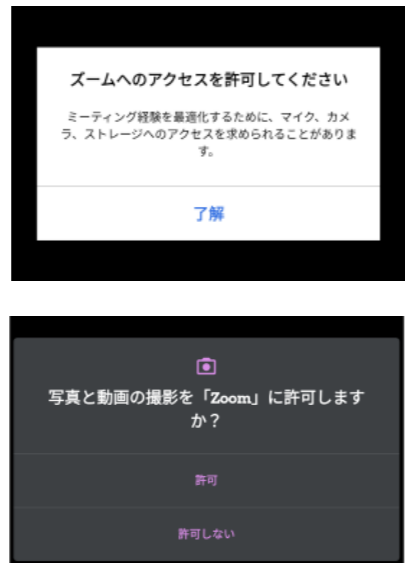 ズームへのアクセスを許可してください
ミーティング経験を最適化するために、マイク、カメ
ラ、ストレージへのアクセスを求められることがありま
す。
了解
写真と動画の撮影を「Zoom」に許可します
か？
許可
許可しない